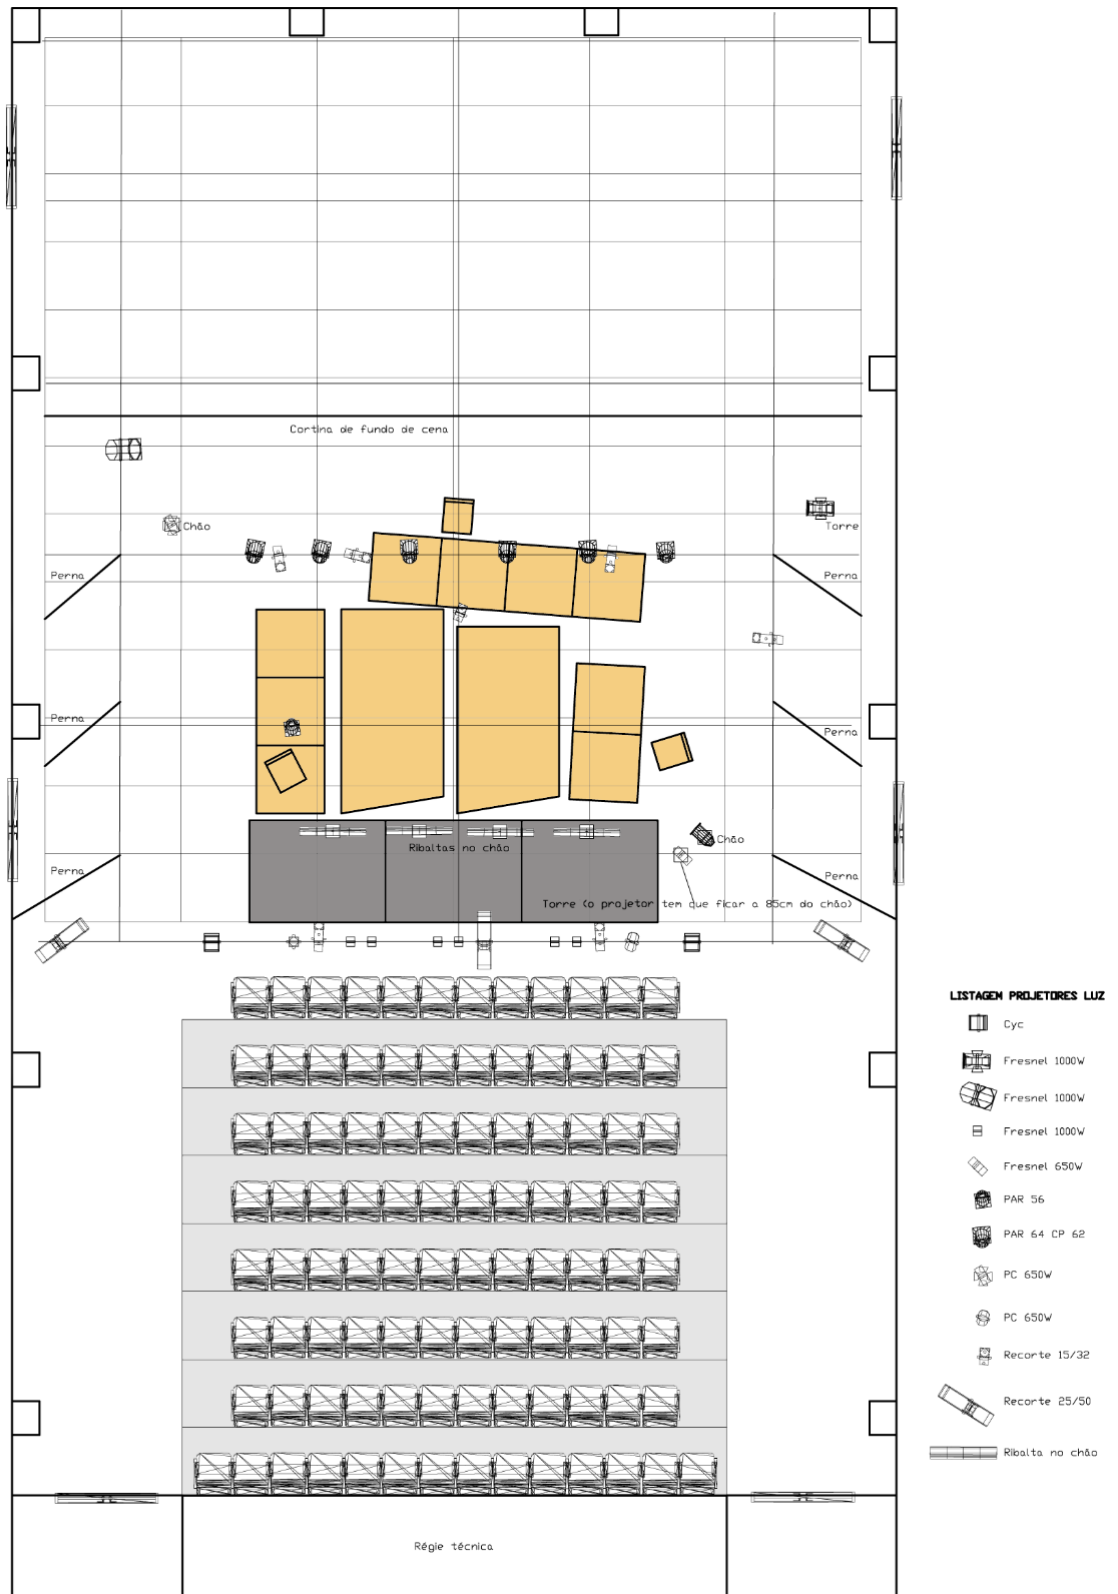 Cortina de fundo de cena
Chão
Torre
Perna
Perna
Perna
Perna
Chão
Ribaltas no chão
Perna
Perna
Torre (o projetor tem que ficar a 85cm do chão)
LISTAGEM PROJETORES LUZ
Cyc
Fresnel 1000W
Fresnel 1000W
Fresnel 1000W
Fresnel 650W
PAR 56
PAR 64 CP 62
PC 650W
PC 650W
Recorte 15/32
Recorte 25/50
Ribalta no chão
Régie técnica